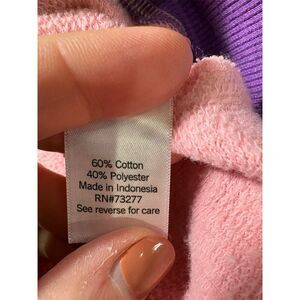 60% Cotton
40% Polyester
Made in Indonesia
RN#73277
See reverse for care